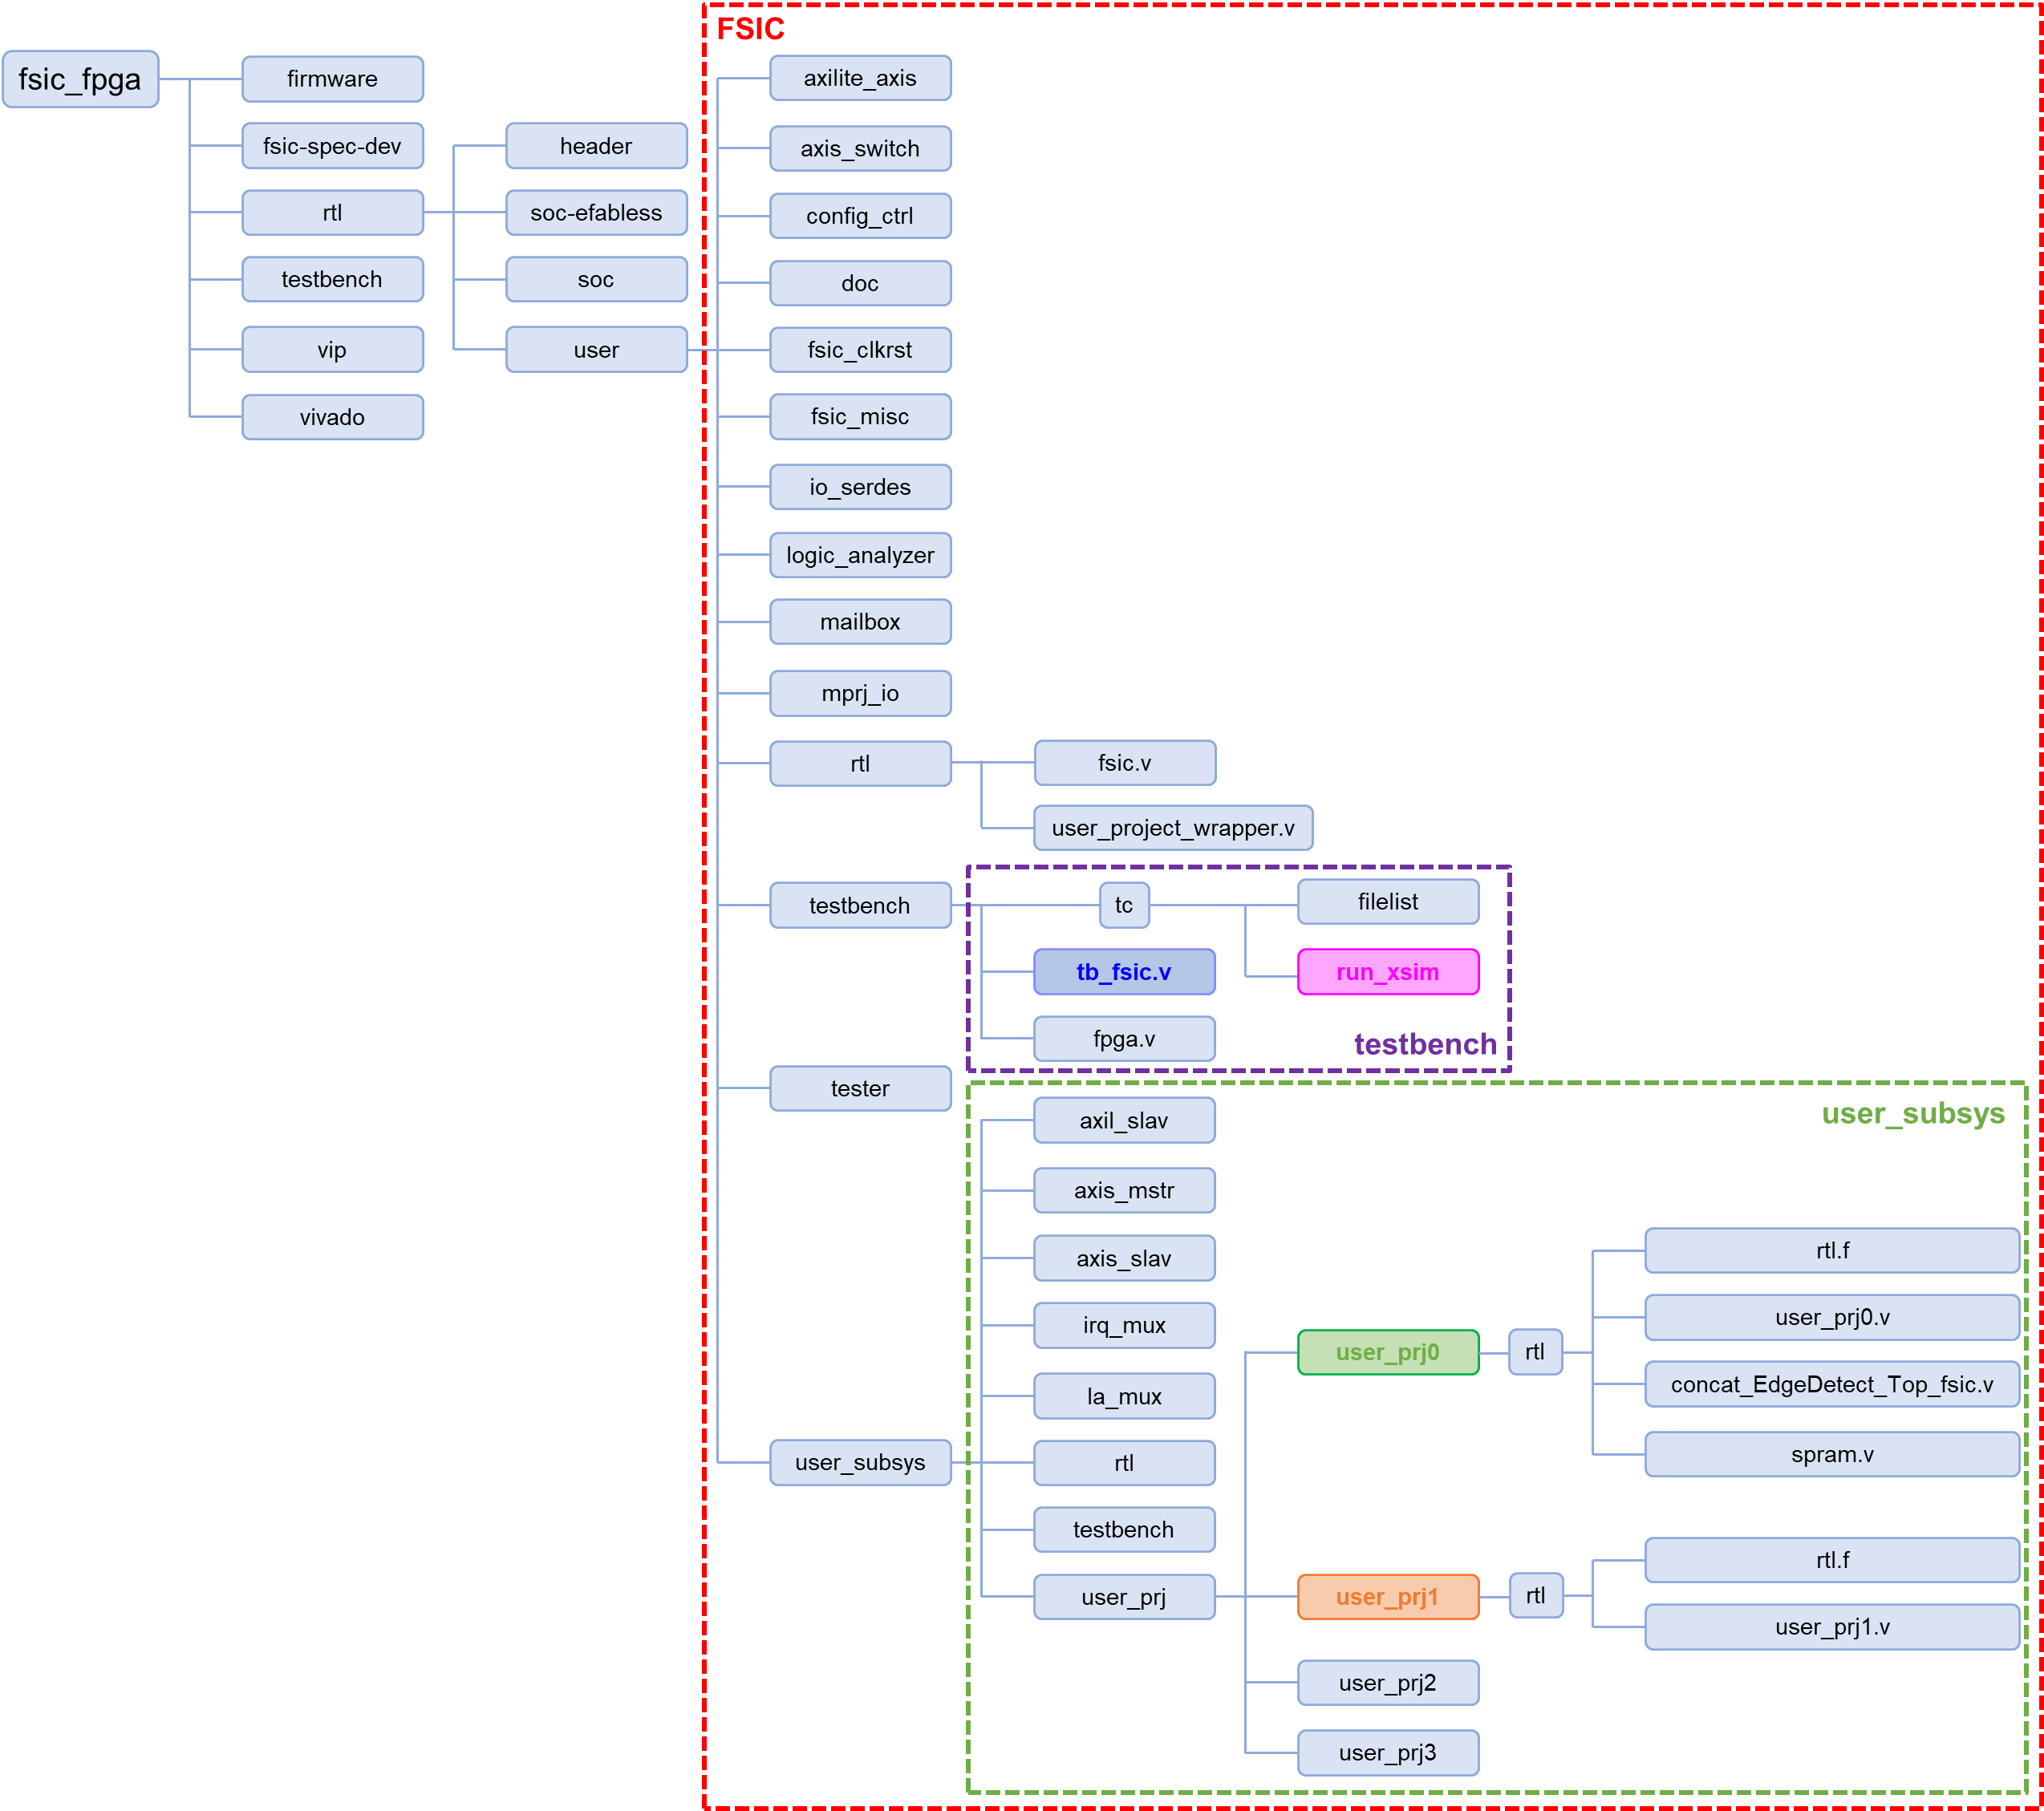 FSIC
fsic_fpga
firmware
fsic-spec-dev
rtl
testbench
vip
vivado
header
soc-efabless
soc
user
axilite_axis
axis_switch
config_ctrl
doc
fsic_clkrst
fsic_misc
io_serdes
logic_analyzer
mailbox
mprj_io
rtl
fsic.v
user_project_wrapper.v
testbench
tc
filelist
tb_fsic.v
run_xsim
fpga.v
testbench
tester
user_subsys
user_subsys
axil_slav
axis_mstr
axis_slav
irq_mux
la_mux
rtl
testbench
user_prj
user_prj0
rtl
rtl.f
user_prj0.v
concat_EdgeDetect_Top_fsic.v
spram.v
user_prj1
rtl
rtl.f
user_prj1.v
user_prj2
user_prj3